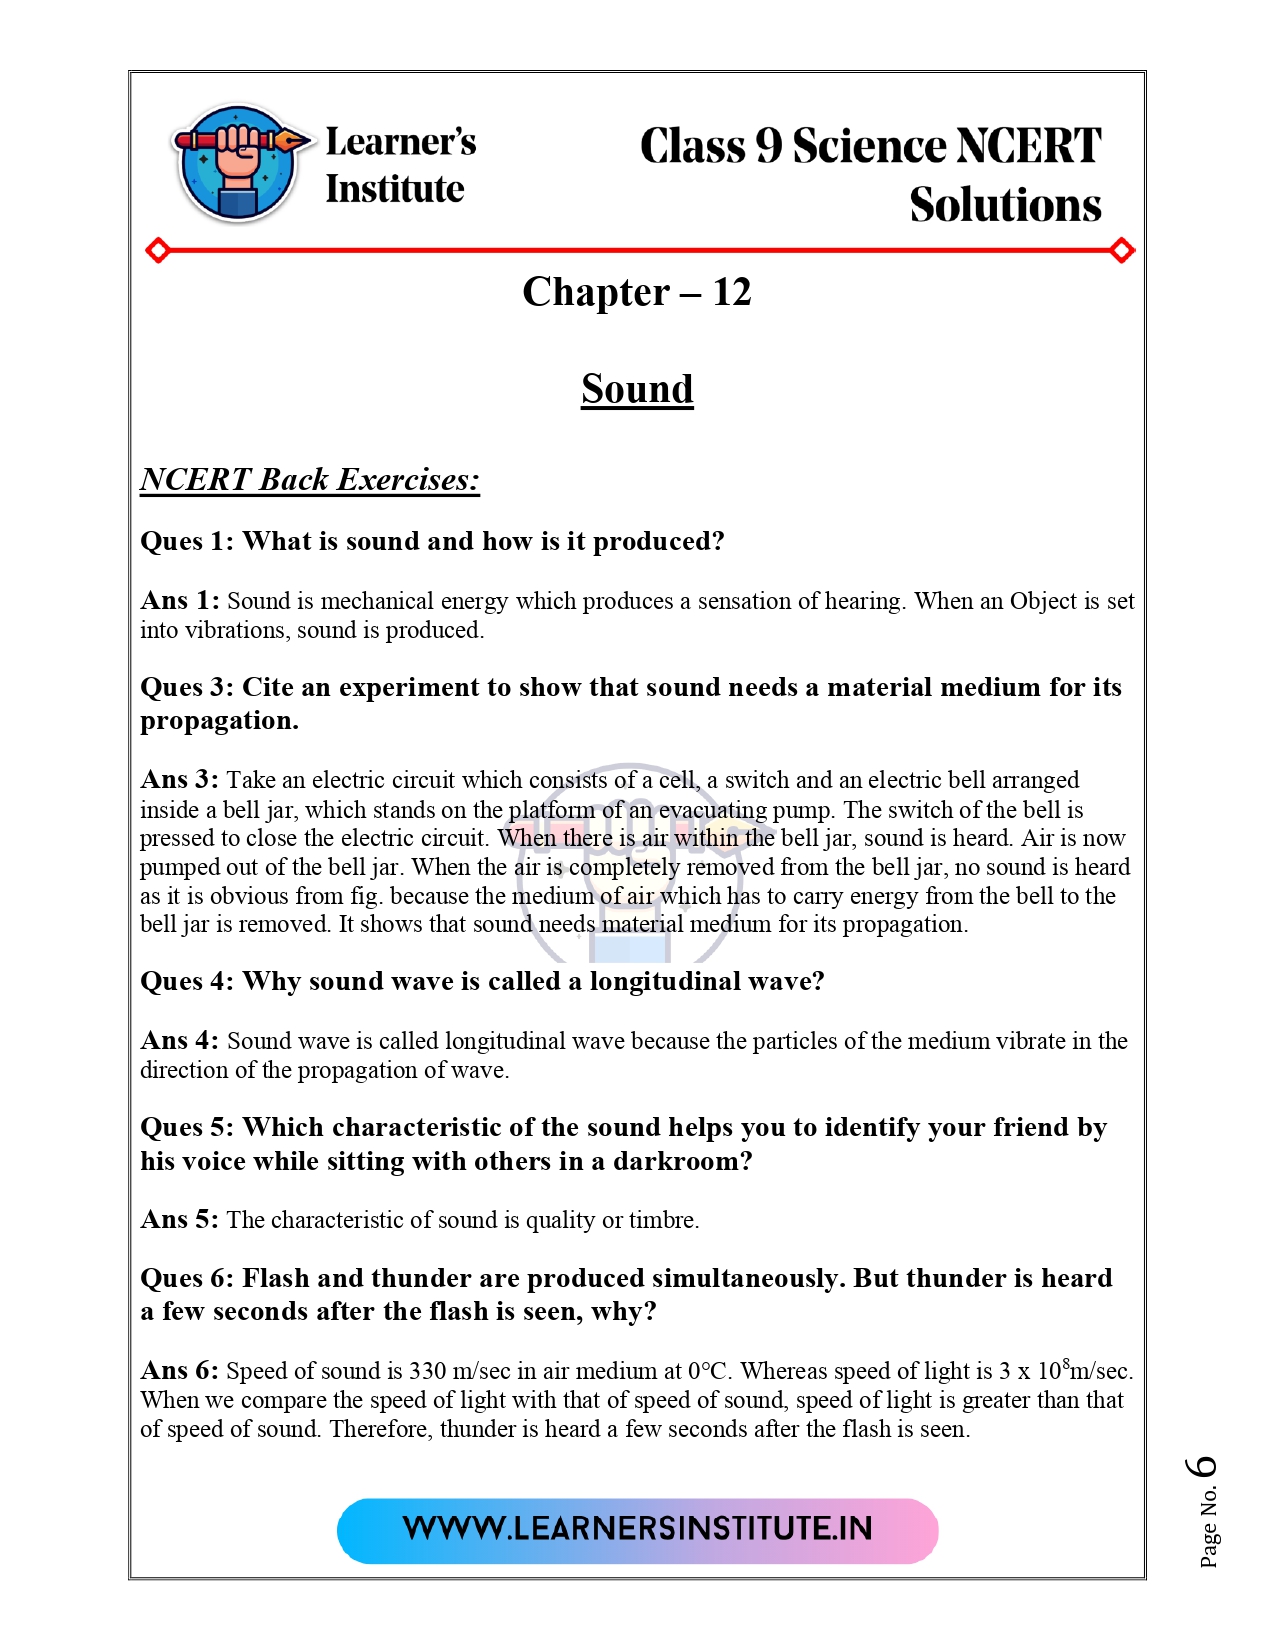 Learner's
Institute
Class 9 Science NCERT
Solutions
Chapter – 12
Sound
NCERT Back Exercises:
Ques 1: What is sound and how is it produced?
Ans 1: Sound is mechanical energy which produces a sensation of hearing. When an Object is set
into vibrations, sound is produced.
Ques 3: Cite an experiment to show that sound needs a material medium for its
propagation.
Ans 3: Take an electric circuit which consists of a cell, a switch and an electric bell arranged
inside a bell jar, which stands on the platform of an evacuating pump. The switch of the bell is
pressed to close the electric circuit. When there is air within the bell jar, sound is heard. Air is now
pumped out of the bell jar. When the air is completely removed from the bell jar, no sound is heard
as it is obvious from fig. because the medium of air which has to carry energy from the bell to the
bell jar is removed. It shows that sound needs material medium for its propagation.
Ques 4: Why sound wave is called a longitudinal wave?
Ans 4: Sound wave is called longitudinal wave because the particles of the medium vibrate in the
direction of the propagation of wave.
Ques 5: Which characteristic of the sound helps you to identify your friend by
his voice while sitting with others in a darkroom?
Ans 5: The characteristic of sound is quality or timbre.
Ques 6: Flash and thunder are produced simultaneously. But thunder is heard
a few seconds after the flash is seen, why?
Ans 6: Speed of sound is 330 m/sec in air medium at 0°C. Whereas speed of light is 3 x 10⁸m/sec.
When we compare the speed of light with that of speed of sound, speed of light is greater than that
of speed of sound. Therefore, thunder is heard a few seconds after the flash is seen.
WWW.LEARNERSINSTITUTE.IN
Page No. 6